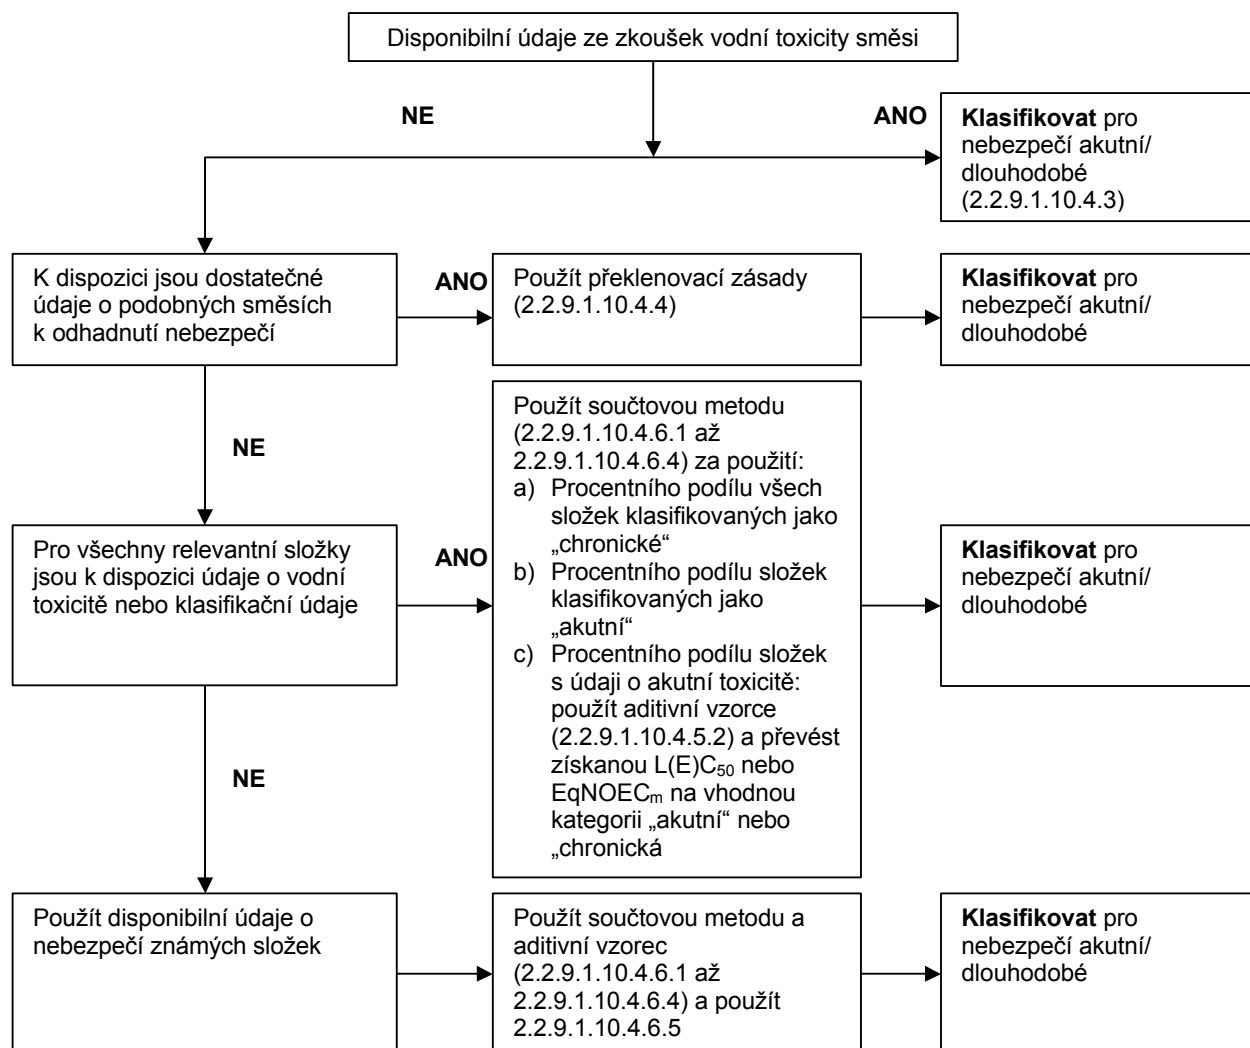 Disponibilní údaje ze zkoušek vodní toxicity směsi
NE
ANO
Klasifikovat pro
nebezpečí akutní/
dlouhodobé
(2.2.9.1.10.4.3)
K dispozici jsou dostatečné
údaje o podobných směsích
k odhadnutí nebezpečí
ANO
Použít překlenovací zásady
(2.2.9.1.10.4.4)
Klasifikovat pro
nebezpečí akutní/
dlouhodobé
NE
Pro všechny relevantní složky
jsou k dispozici údaje o vodní
toxicitě nebo klasifikační údaje
ANO
Použít součtovou metodu
(2.2.9.1.10.4.6.1 až
2.2.9.1.10.4.6.4) za použití:
a) Procentního podílu všech
složek klasifikovaných jako
„chronické“
b) Procentního podílu složek
klasifikovaných jako
„akutní“
c) Procentního podílu složek
s údaji o akutní toxicitě:
použít aditivní vzorce
(2.2.9.1.10.4.5.2) a převést
získanou L(E)C₅₀ nebo
EqNOECₘ na vhodnou
kategorii „akutní“ nebo
„chronická
Klasifikovat pro
nebezpečí akutní/
dlouhodobé
NE
Použít disponibilní údaje o
nebezpečí známých složek
Použít součtovou metodu a
aditivní vzorec
(2.2.9.1.10.4.6.1 až
2.2.9.1.10.4.6.4) a použít
2.2.9.1.10.4.6.5
Klasifikovat pro
nebezpečí akutní/
dlouhodobé